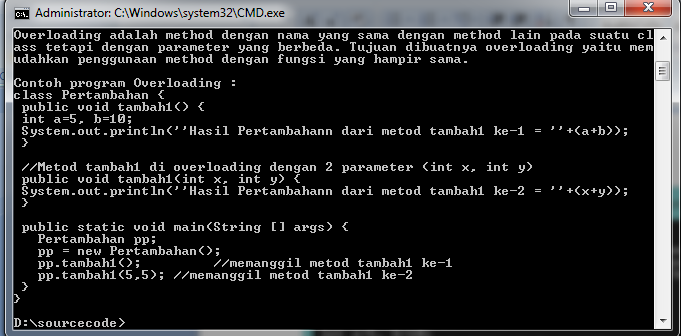 Administrator: C:\Windows\system32\CMD.exe
Overloading adalah method dengan nama yang sama dengan method lain pada suatu cl
ass tetapi dengan parameter yang berbeda. Tujuan dibuatnya overloading yaitu mem
udahkan penggunaan method dengan fungsi yang hampir sama.
Contoh program Overloading :
class Pertambahan {
 public void tambah1() {
 int a=5, b=10;
 System.out.println(''Hasil Pertambahann dari metod tambah1 ke-1 = ''+(a+b));
 }
 //Metod tambah1 di overloading dengan 2 parameter (int x, int y)
 public void tambah1(int x, int y) {
 System.out.println(''Hasil Pertambahann dari metod tambah1 ke-2 = ''+(x+y));
 }
 public static void main(String [] args) {
   Pertambahan pp;
   pp = new Pertambahan();
   pp.tambah1();         //memanggil metod tambah1 ke-1
   pp.tambah1(5,5); //memanggil metod tambah1 ke-2
 }
}
D:\sourcecode>